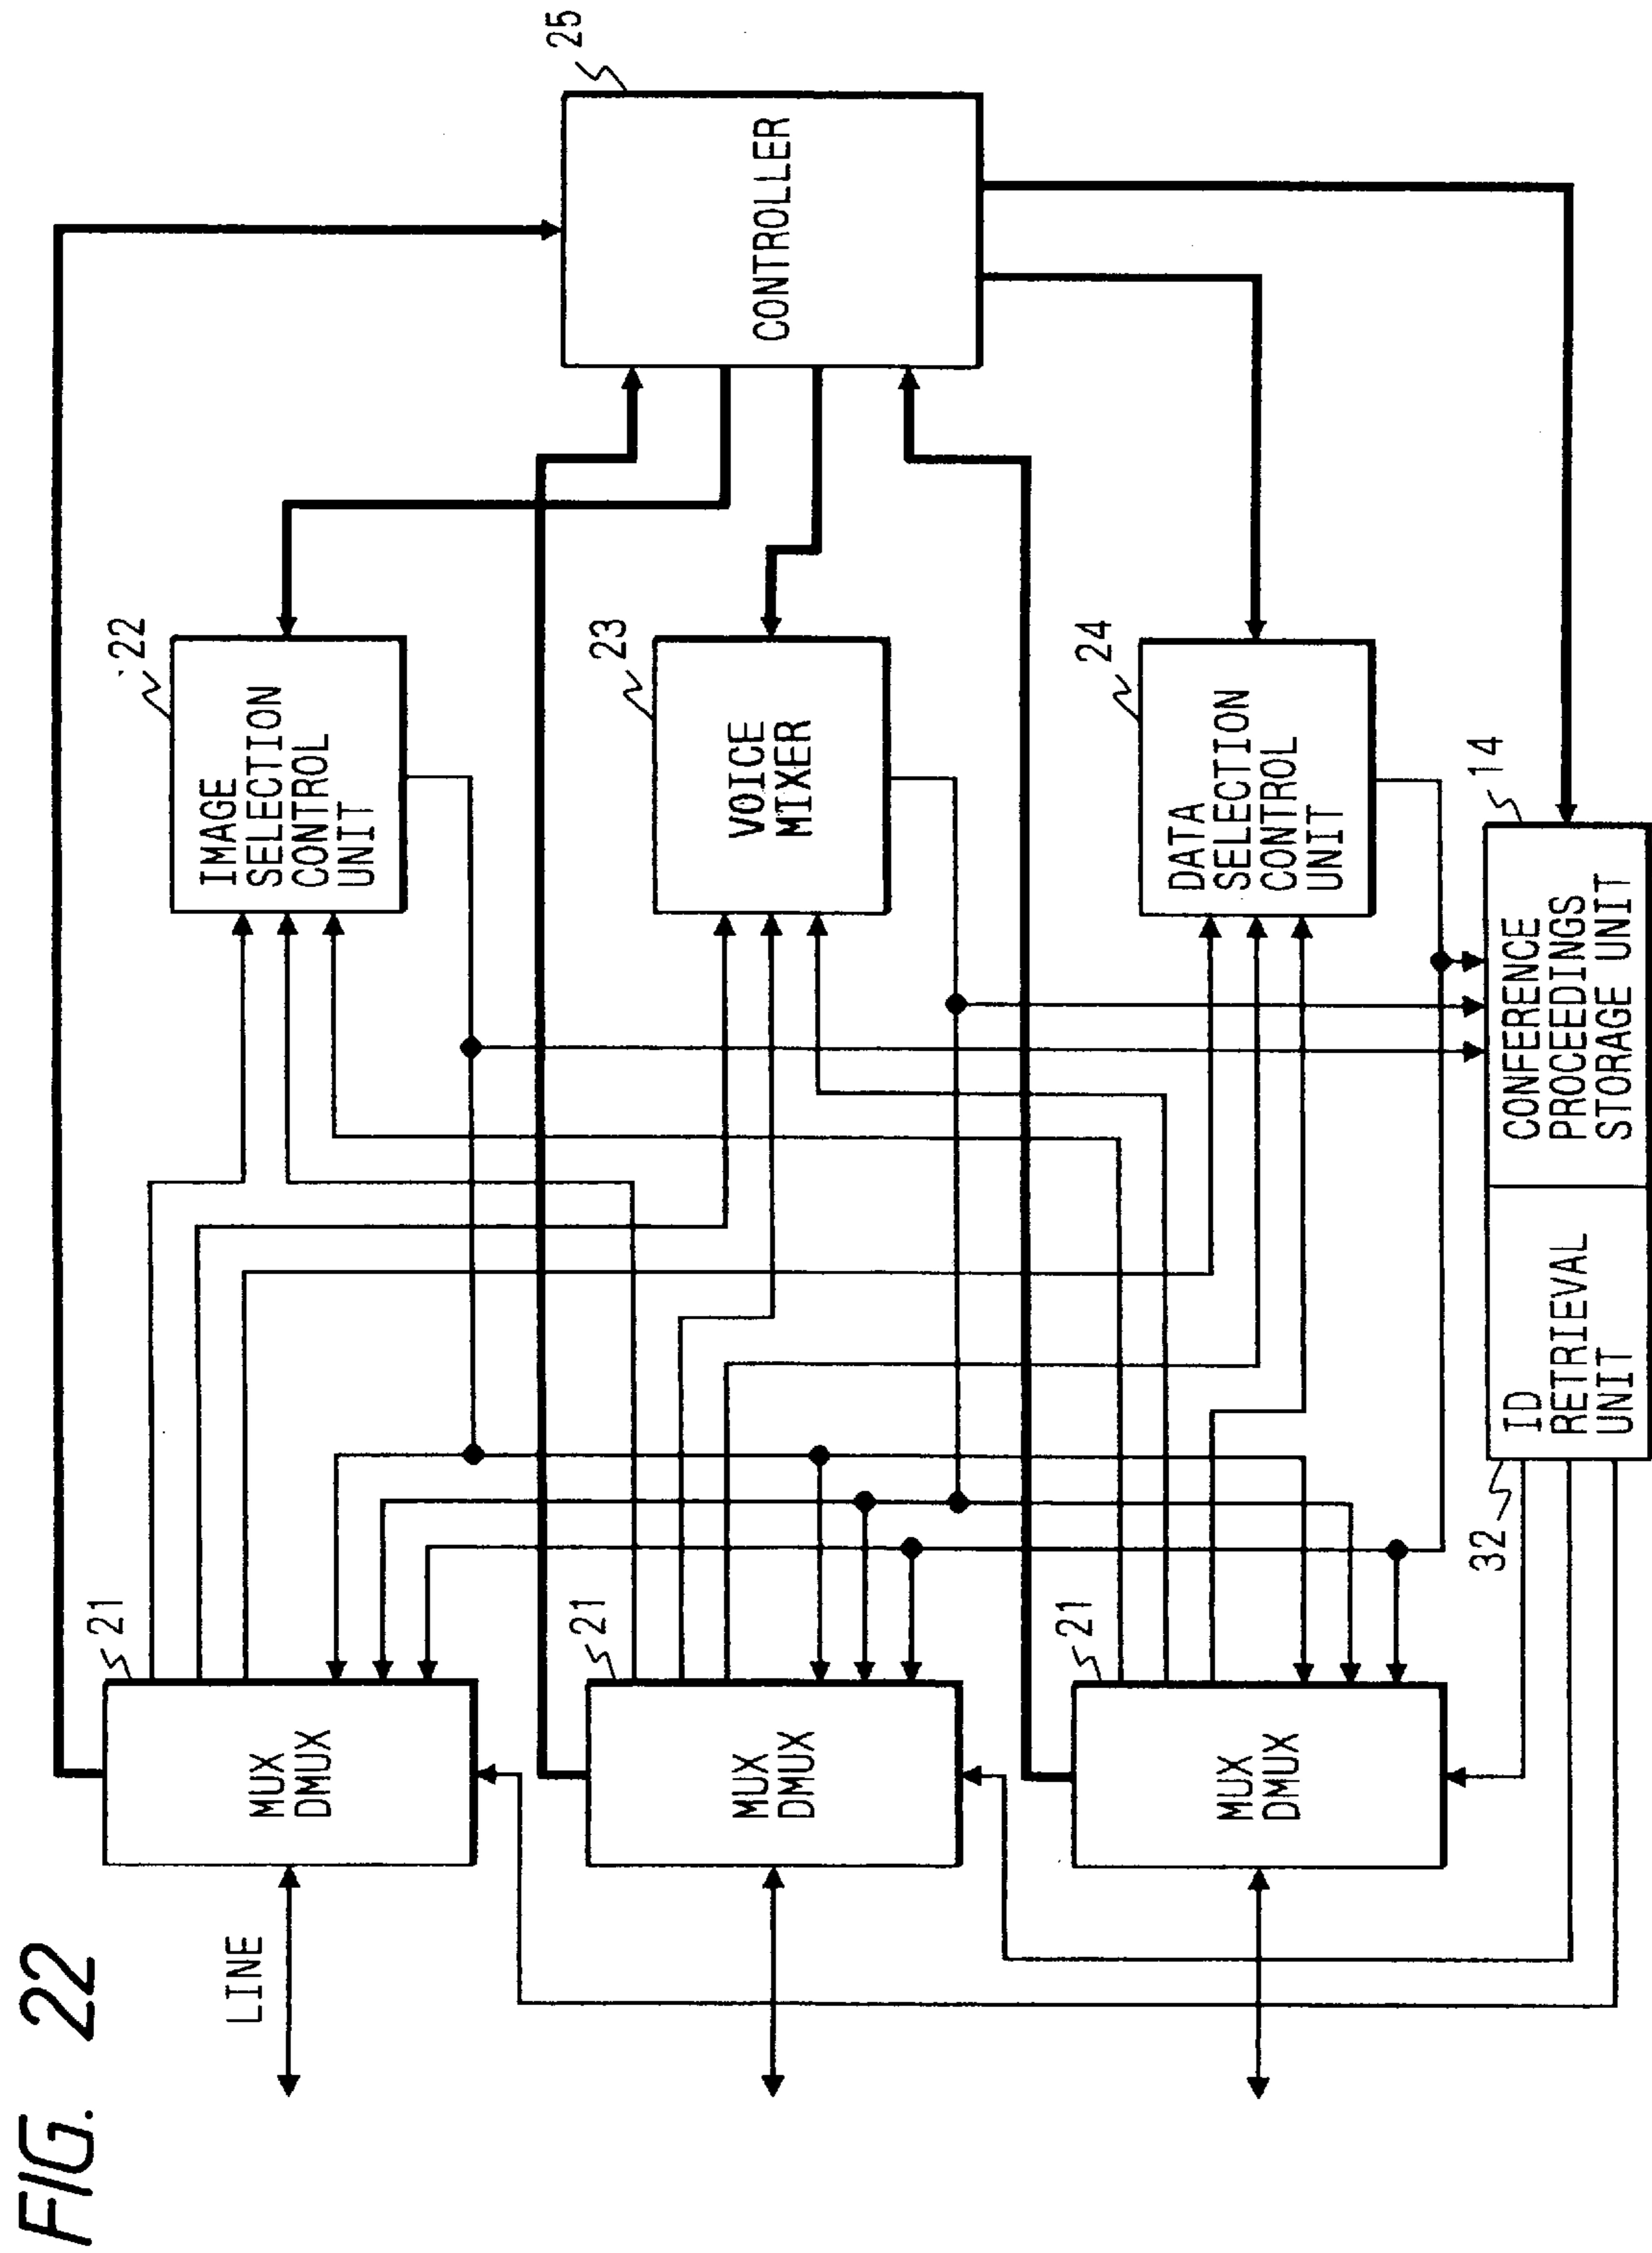 FIG. 22
LINE
MUX
DMUX
21
MUX
DMUX
21
MUX
DMUX
21
IMAGE
SELECTION
CONTROL
UNIT
22
VOICE
MIXER
23
DATA
SELECTION
CONTROL
UNIT
24
CONTROLLER
25
ID
RETRIEVAL
UNIT
32
CONFERENCE
PROCEEDINGS
STORAGE UNIT
14